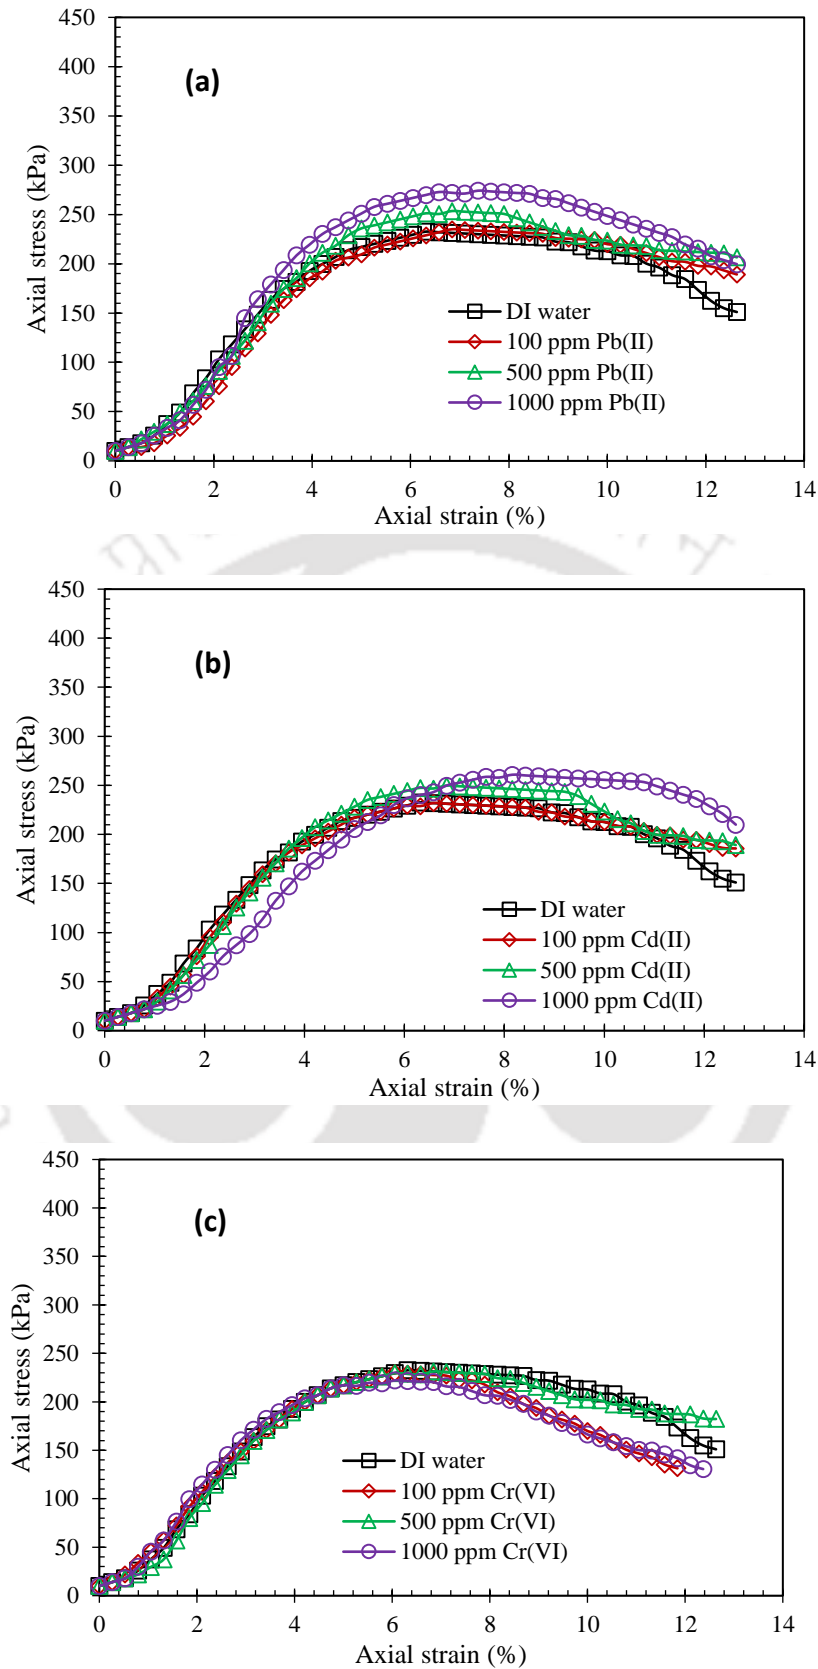 (a)
450
400
350
300
250
200
150
100
50
0
Axial stress (kPa)
DI water
100 ppm Pb(II)
500 ppm Pb(II)
1000 ppm Pb(II)
0 2 4 6 8 10 12 14
Axial strain (%)
(b)
450
400
350
300
250
200
150
100
50
0
Axial stress (kPa)
DI water
100 ppm Cd(II)
500 ppm Cd(II)
1000 ppm Cd(II)
0 2 4 6 8 10 12 14
Axial strain (%)
(c)
450
400
350
300
250
200
150
100
50
0
Axial stress (kPa)
DI water
100 ppm Cr(VI)
500 ppm Cr(VI)
1000 ppm Cr(VI)
0 2 4 6 8 10 12 14
Axial strain (%)